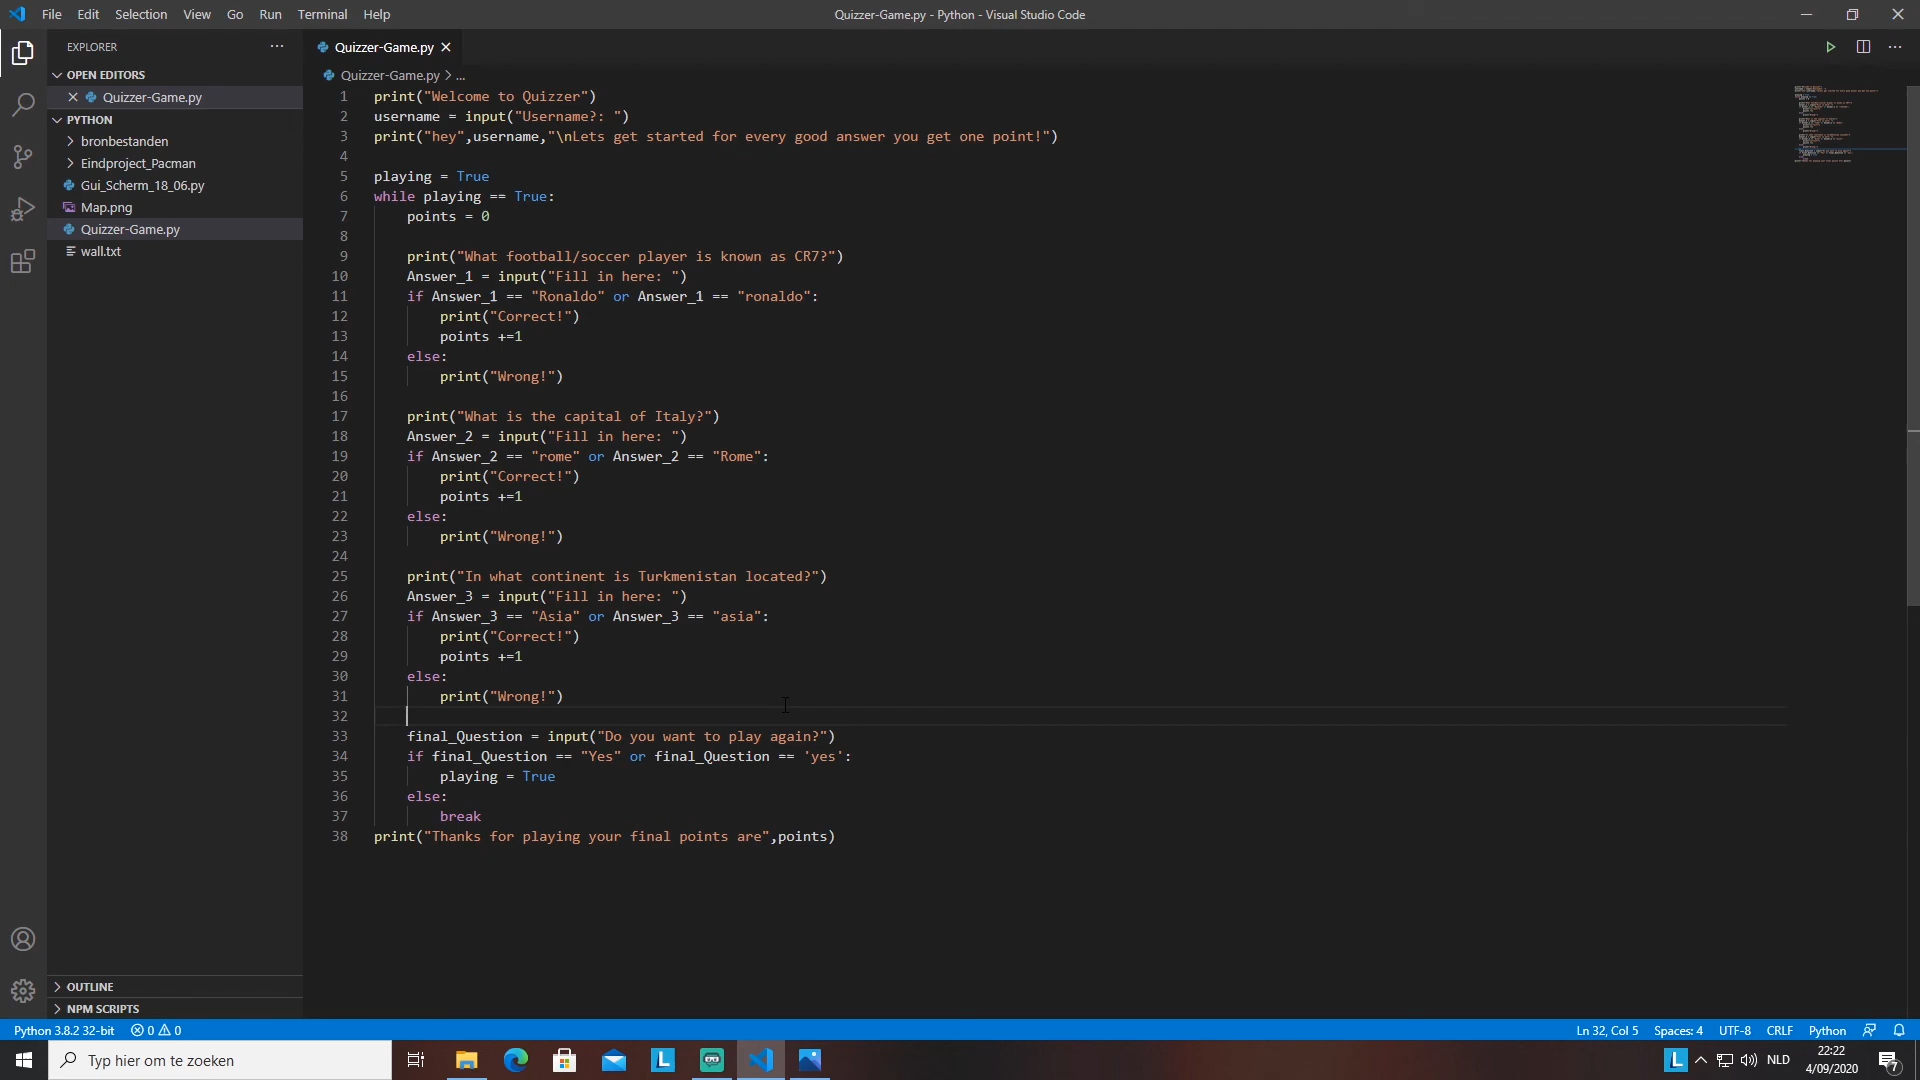 File Edit Selection View Go Run Terminal Help
Quizzer-Game.py - Python - Visual Studio Code
EXPLORER
OPEN EDITORS
Quizzer-Game.py
PYTHON
bronbestanden
Eindproject_Pacman
Gui_Scherm_18_06.py
Map.png
Quizzer-Game.py
wall.txt
OUTLINE
NPM SCRIPTS
Quizzer-Game.py
Quizzer-Game.py > ...
1 print("Welcome to Quizzer")
2 username = input("Username?: ")
3 print("hey",username,"\nLets get started for every good answer you get one point!")
4
5 playing = True
6 while playing == True:
7     points = 0
8
9     print("What football/soccer player is known as CR7?")
10     Answer_1 = input("Fill in here: ")
11     if Answer_1 == "Ronaldo" or Answer_1 == "ronaldo":
12         print("Correct!")
13         points +=1
14     else:
15         print("Wrong!")
16
17     print("What is the capital of Italy?")
18     Answer_2 = input("Fill in here: ")
19     if Answer_2 == "rome" or Answer_2 == "Rome":
20         print("Correct!")
21         points +=1
22     else:
23         print("Wrong!")
24
25     print("In what continent is Turkmenistan located?")
26     Answer_3 = input("Fill in here: ")
27     if Answer_3 == "Asia" or Answer_3 == "asia":
28         print("Correct!")
29         points +=1
30     else:
31         print("Wrong!")
32
33     final_Question = input("Do you want to play again?")
34     if final_Question == "Yes" or final_Question == 'yes':
35         playing = True
36     else:
37         break
38 print("Thanks for playing your final points are",points)
Python 3.8.2 32-bit 0 0 Ln 32, Col 5 Spaces: 4 UTF-8 CRLF Python
Typ hier om te zoeken
L
L
NLD
22:22
4/09/2020
7